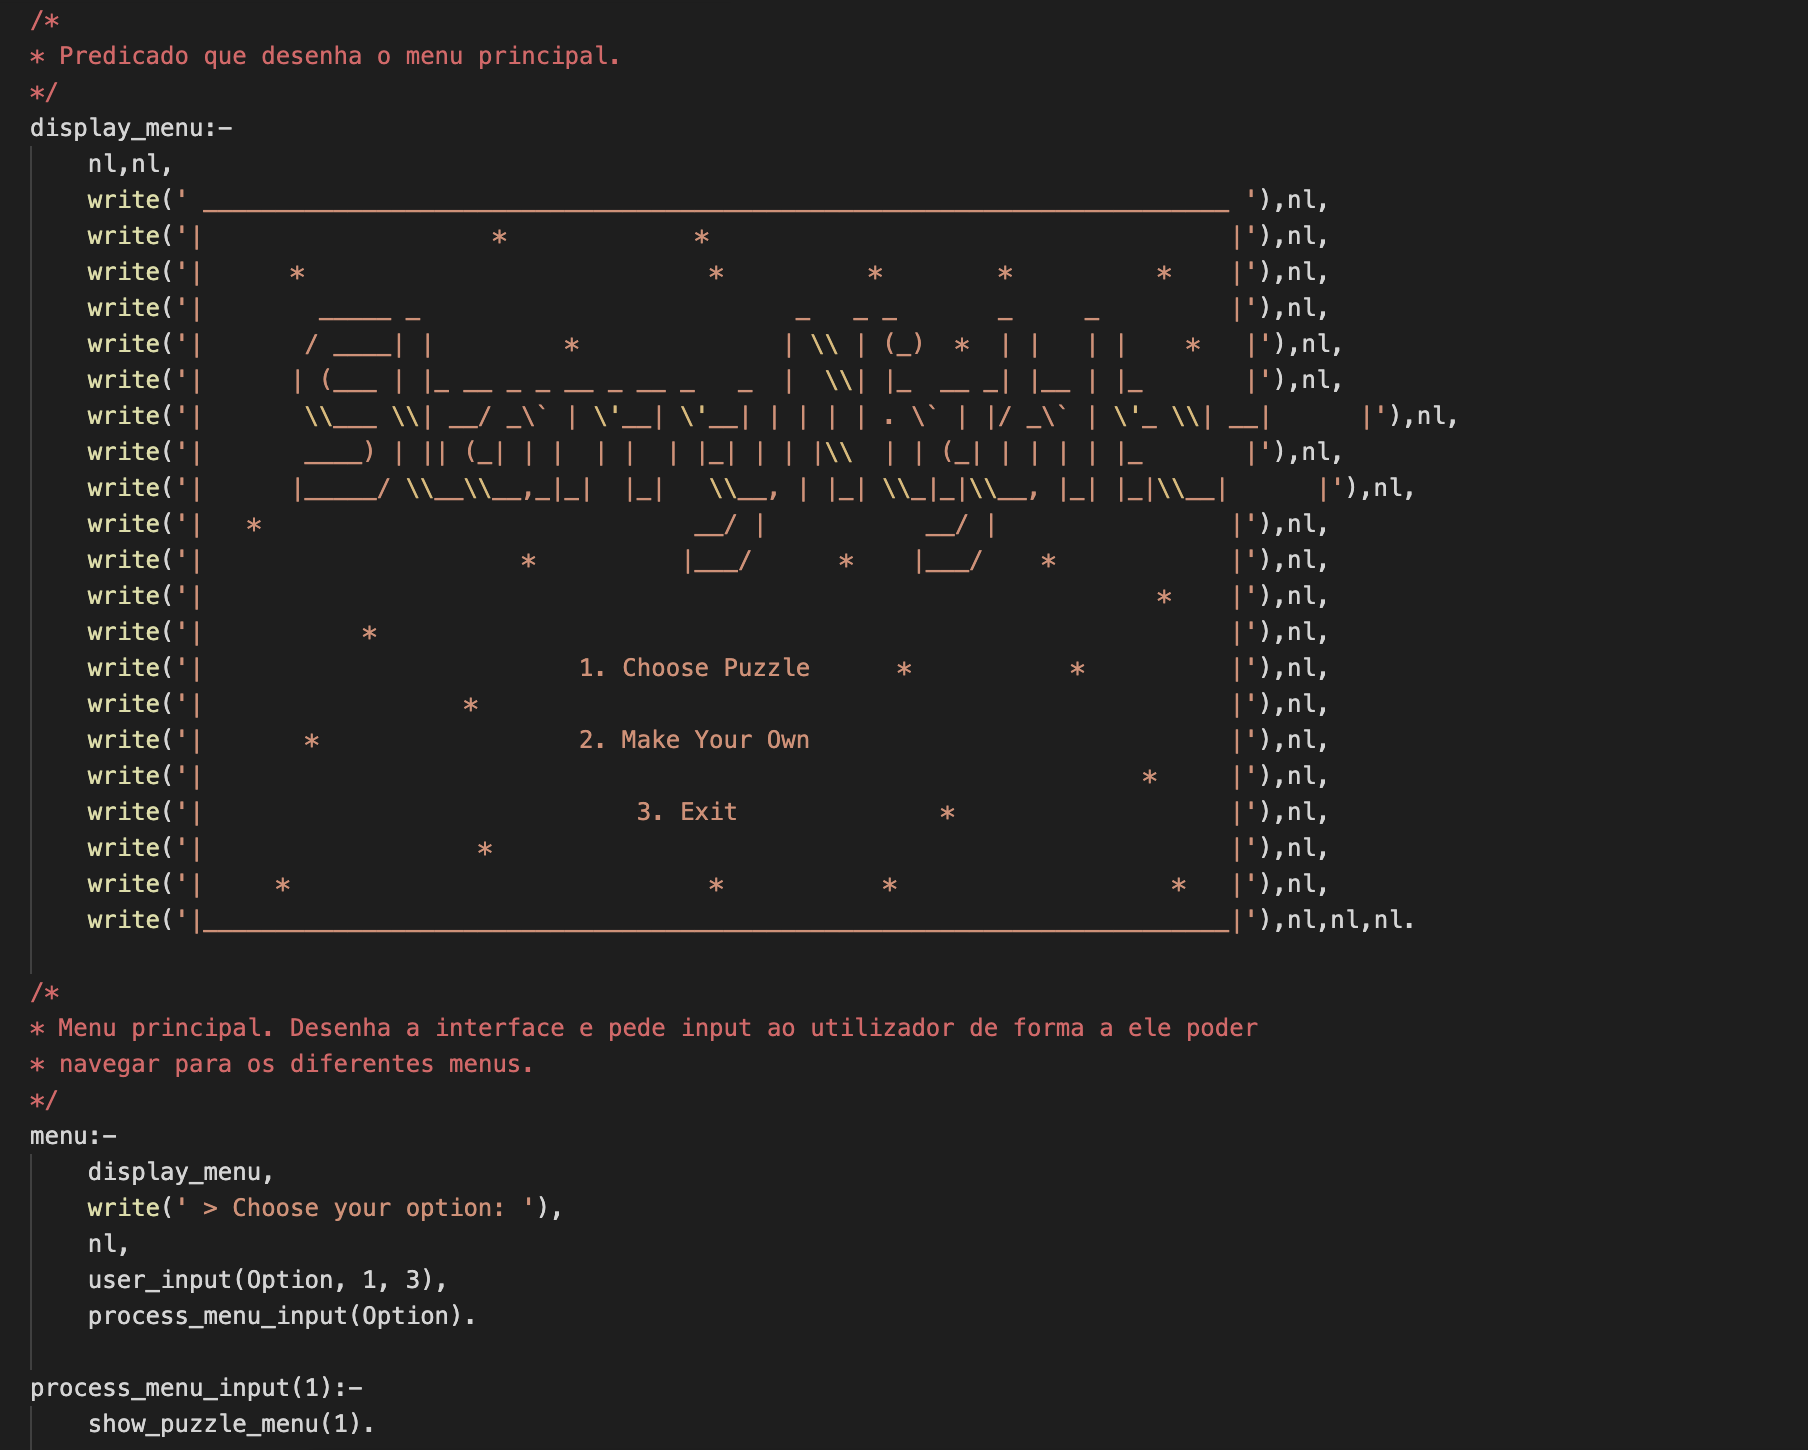 /*
* Predicado que desenha o menu principal.
*/
display_menu:-
    nl,nl,
    write(' _______________________________________________________________________ '),nl,
    write('|                    *             *                                    |'),nl,
    write('|      *                            *          *        *          *    |'),nl,
    write('|        _____ _                          _   _ _       _     _         |'),nl,
    write('|       / ____| |         *              | \\ | (_)  *  | |   | |    *   |'),nl,
    write('|      | (___ | |_ __ _ _ __ _ __ _   _  |  \\| |_  __ _| |__ | |_       |'),nl,
    write('|       \\___ \\| __/ _\` | \'__| \'__| | | | | . \` | |/ _\` | \'_ \\| __|      |'),nl,
    write('|       ____) | || (_| | |  | |  | |_| | | |\\  | | (_| | | | | |_       |'),nl,
    write('|      |_____/ \\__\\__,_|_|  |_|   \\__, | |_| \\_|_|\\__, |_| |_|\\__|      |'),nl,
    write('|   *                              __/ |           __/ |                |'),nl,
    write('|                      *          |___/      *    |___/    *            |'),nl,
    write('|                                                                  *    |'),nl,
    write('|           *                                                           |'),nl,
    write('|                          1. Choose Puzzle      *           *          |'),nl,
    write('|                  *                                                    |'),nl,
    write('|       *                  2. Make Your Own                             |'),nl,
    write('|                                                                 *     |'),nl,
    write('|                              3. Exit              *                   |'),nl,
    write('|                   *                                                   |'),nl,
    write('|     *                             *           *                   *   |'),nl,
    write('|_______________________________________________________________________|'),nl,nl,nl.
/*
* Menu principal. Desenha a interface e pede input ao utilizador de forma a ele poder
* navegar para os diferentes menus.
*/
menu:-
    display_menu,
    write(' > Choose your option: '),
    nl,
    user_input(Option, 1, 3),
    process_menu_input(Option).
process_menu_input(1):-
    show_puzzle_menu(1).